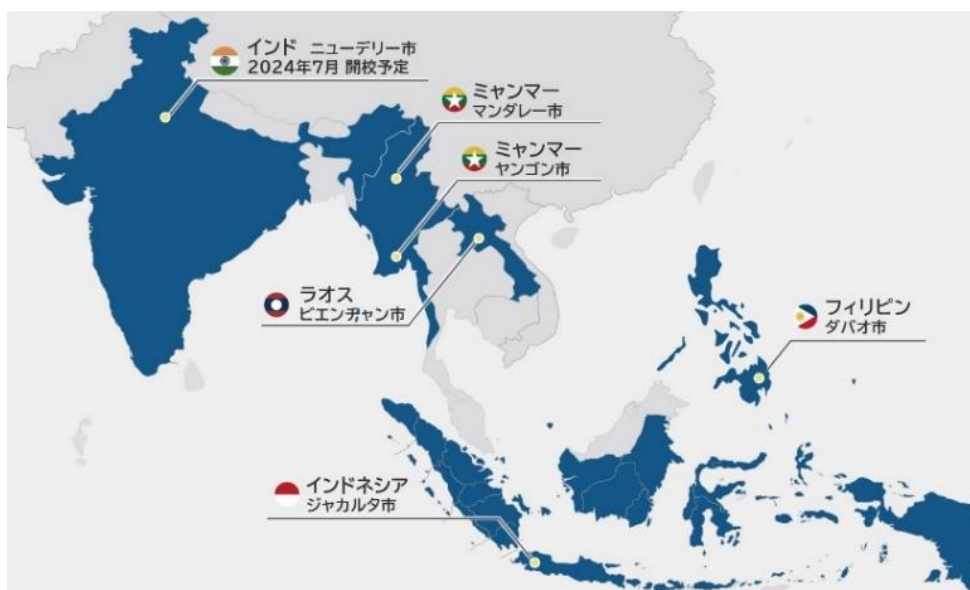 インド ニューデリー市
2024年7月 開校予定
ミャンマー
マンダレー市
ミャンマー
ヤンゴン市
ラオス
ビエンヂャン市
フィリピン
ダバオ市
インドネシア
ジャカルタ市